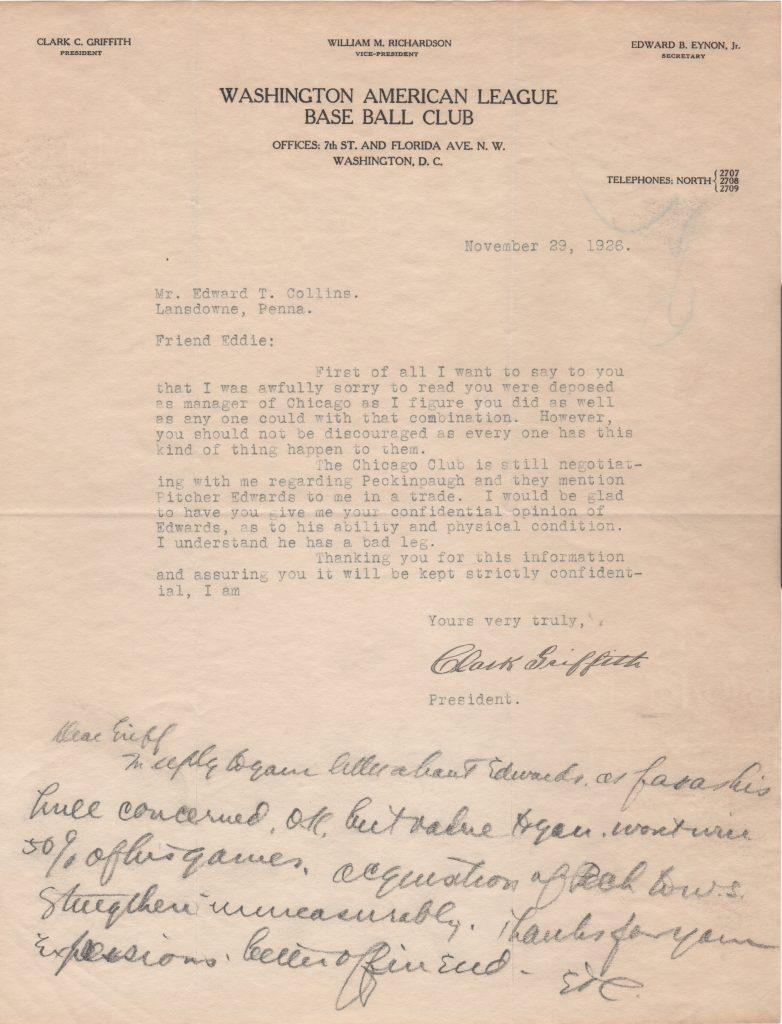 CLARK C. GRIFFITH
PRESIDENT
WILLIAM M. RICHARDSON
VICE-PRESIDENT
EDWARD B. EYNON, Jr.
SECRETARY
WASHINGTON AMERICAN LEAGUE
BASE BALL CLUB
OFFICES: 7th ST. AND FLORIDA AVE. N. W.
WASHINGTON, D. C.
TELEPHONES: NORTH { 2707
2708
2709
November 29, 1926.
Mr. Edward T. Collins.
Lansdowne, Penna.
Friend Eddie:
First of all I want to say to you
that I was awfully sorry to read you were deposed
as manager of Chicago as I figure you did as well
as any one could with that combination. However,
you should not be discouraged as every one has this
kind of thing happen to them.
The Chicago Club is still negotiat-
ing with me regarding Peckinpaugh and they mention
Pitcher Edwards to me in a trade. I would be glad
to have you give me your confidential opinion of
Edwards, as to his ability and physical condition.
I understand he has a bad leg.
Thanking you for this information
and assuring you it will be kept strictly confident-
ial, I am
Yours very truly,
Clark Griffith
President.
Dear Griff
In reply to your letter about Edwards. as far as his
concerned, OK, but value to you. wont win
50% of his games. acquisition of Peck to W.S.
strengthen immeasurably. Thanks for your
Expressions. better off in End -
ETC.